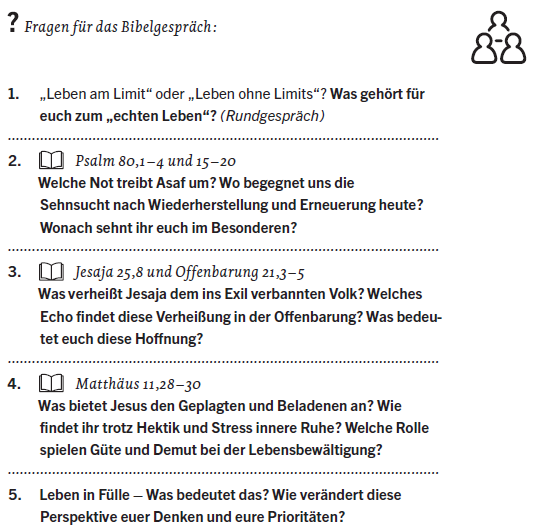 ? Fragen für das Bibelgespräch:
1. „Leben am Limit“ oder „Leben ohne Limits“? Was gehört für
euch zum „echten Leben“? (Rundgespräch)
2. Psalm 80,1–4 und 15–20
Welche Not treibt Asaf um? Wo begegnet uns die
Sehnsucht nach Wiederherstellung und Erneuerung heute?
Wonach sehnt ihr euch im Besonderen?
3. Jesaja 25,8 und Offenbarung 21,3–5
Was verheißt Jesaja dem ins Exil verbannten Volk? Welches
Echo findet diese Verheißung in der Offenbarung? Was bedeu-
tet euch diese Hoffnung?
4. Matthäus 11,28–30
Was bietet Jesus den Geplagten und Beladenen an? Wie
findet ihr trotz Hektik und Stress innere Ruhe? Welche Rolle
spielen Güte und Demut bei der Lebensbewältigung?
5. Leben in Fülle – Was bedeutet das? Wie verändert diese
Perspektive euer Denken und eure Prioritäten?